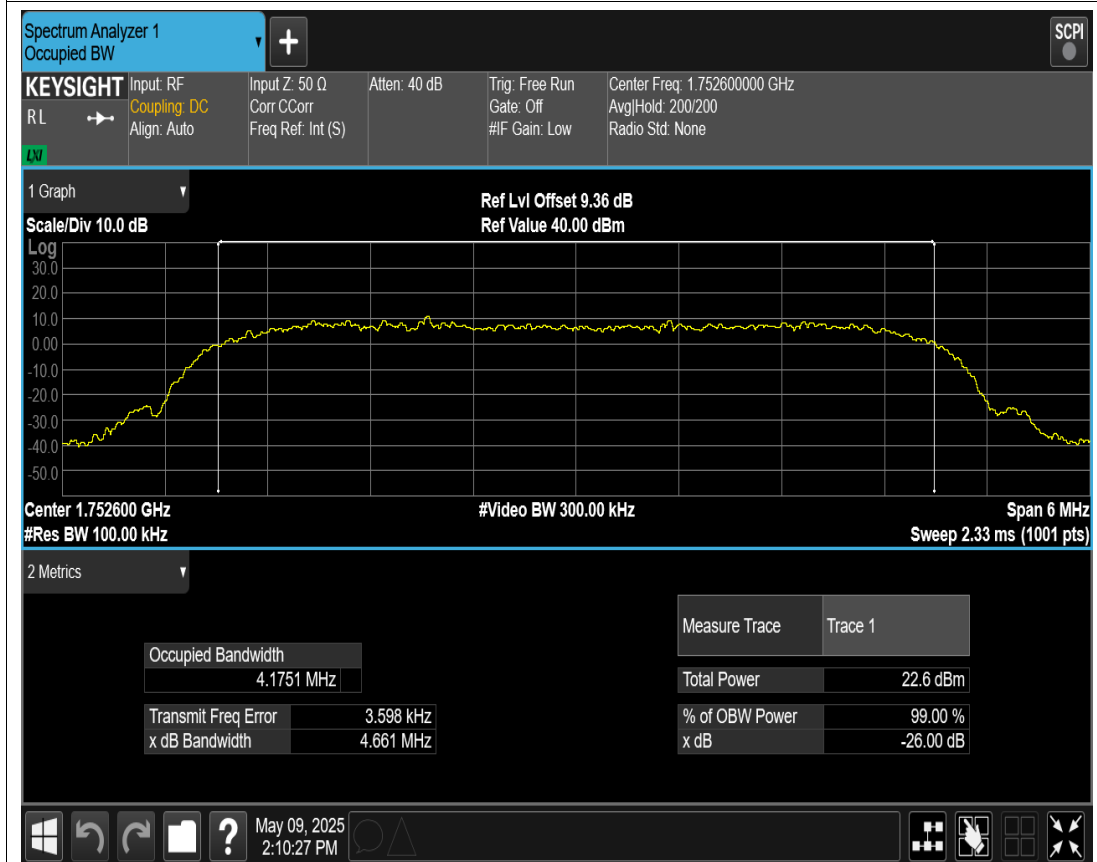 Spectrum Analyzer 1
Occupied BW
▼
+
SCPI
KEYSIGHT
RL
LXI
Input: RF
Coupling: DC
Align: Auto
Input Z: 50 Ω
Corr CCorr
Freq Ref: Int (S)
Atten: 40 dB
Trig: Free Run
Gate: Off
#IF Gain: Low
Center Freq: 1.752600000 GHz
Avg|Hold: 200/200
Radio Std: None
1 Graph ▼
Ref Lvl Offset 9.36 dB
Scale/Div 10.0 dB
Ref Value 40.00 dBm
Log
30.0
20.0
10.0
0.00
-10.0
-20.0
-30.0
-40.0
-50.0
Center 1.752600 GHz
#Video BW 300.00 kHz
Span 6 MHz
#Res BW 100.00 kHz
Sweep 2.33 ms (1001 pts)
2 Metrics ▼
Measure Trace Trace 1
Occupied Bandwidth
4.1751 MHz
Total Power 22.6 dBm
Transmit Freq Error 3.598 kHz
% of OBW Power 99.00 %
x dB Bandwidth 4.661 MHz
x dB -26.00 dB
?
May 09, 2025
2:10:27 PM